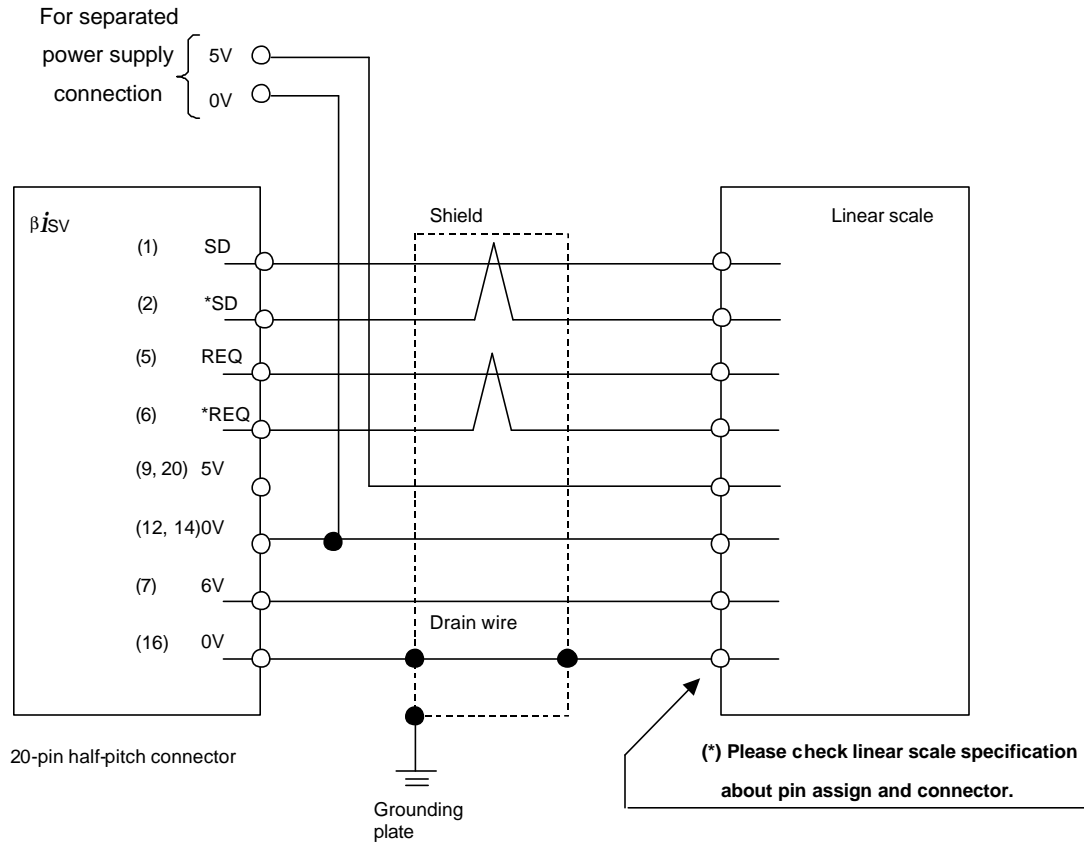 For separated
power supply
connection
5V
0V
βiSV
Shield
Linear scale
(1) SD
(2) *SD
(5) REQ
(6) *REQ
(9, 20) 5V
(12, 14)0V
(7) 6V
(16) 0V
Drain wire
20-pin half-pitch connector
Grounding
plate
(*) Please check linear scale specification
about pin assign and connector.